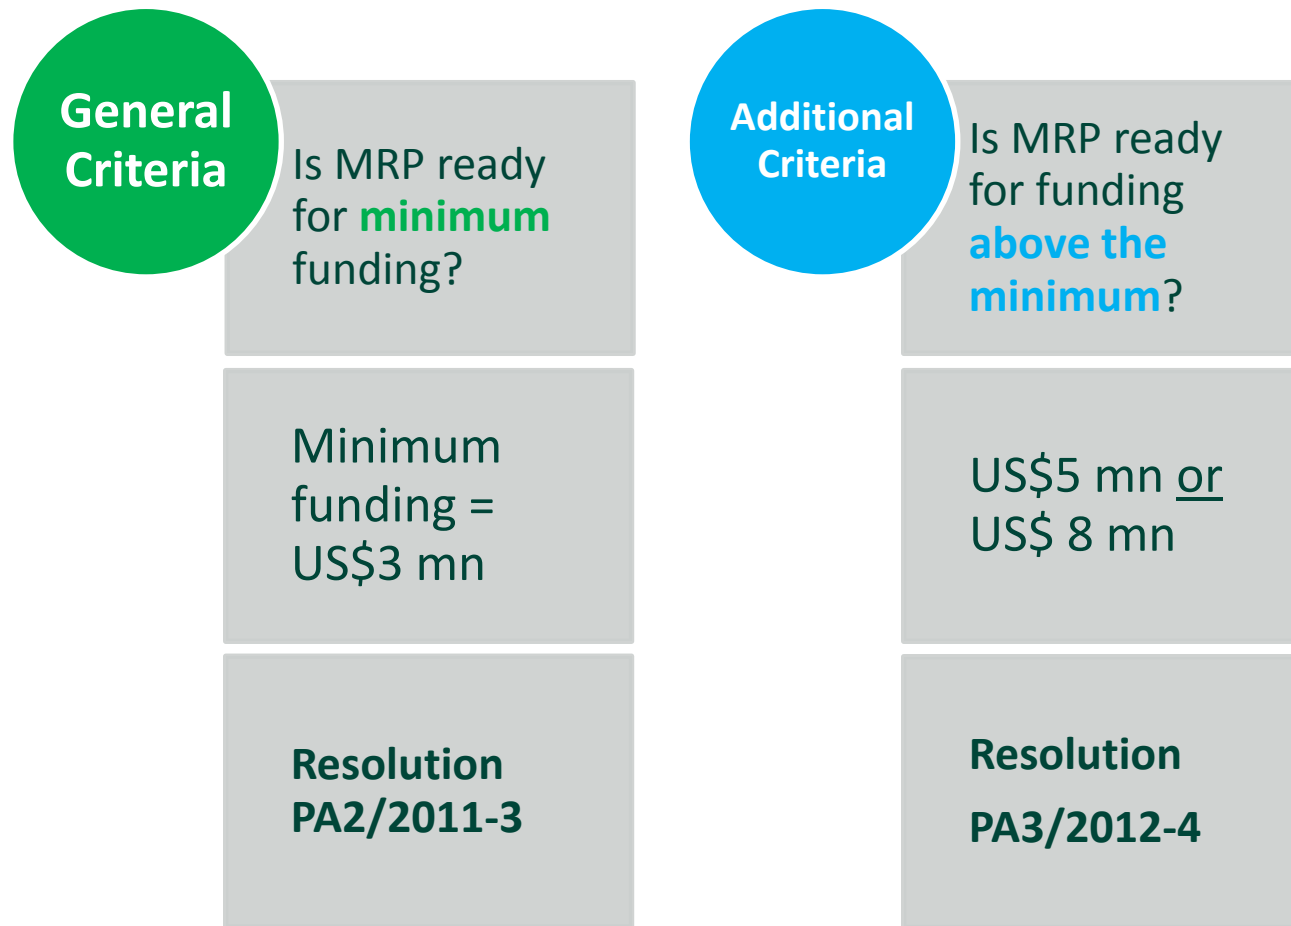 General
Criteria
Is MRP ready
for minimum
funding?
Minimum
funding =
US$3 mn
Resolution
PA2/2011-3
Additional
Criteria
Is MRP ready
for funding
above the
minimum?
US$5 mn or
US$ 8 mn
Resolution
PA3/2012-4